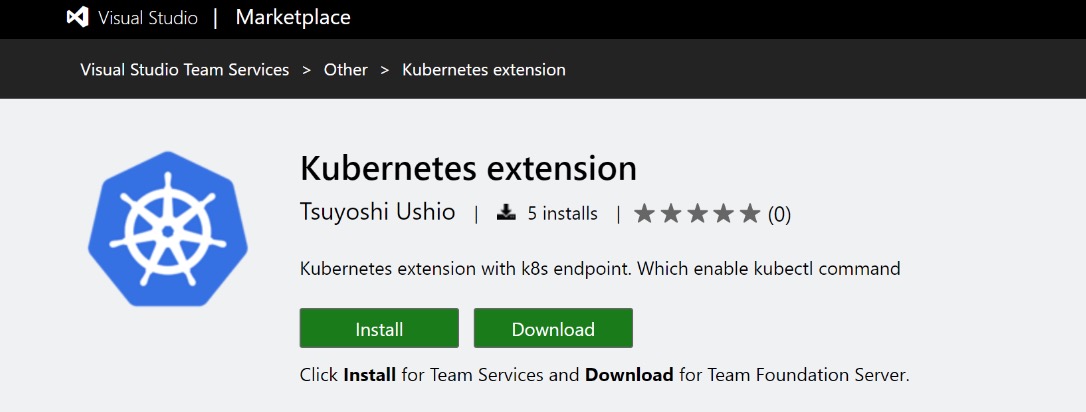 Visual Studio | Marketplace
Visual Studio Team Services > Other > Kubernetes extension
Kubernetes extension
Tsuyoshi Ushio | 5 installs | ★★★★★ (0)
Kubernetes extension with k8s endpoint. Which enable kubectl command
Install Download
Click Install for Team Services and Download for Team Foundation Server.